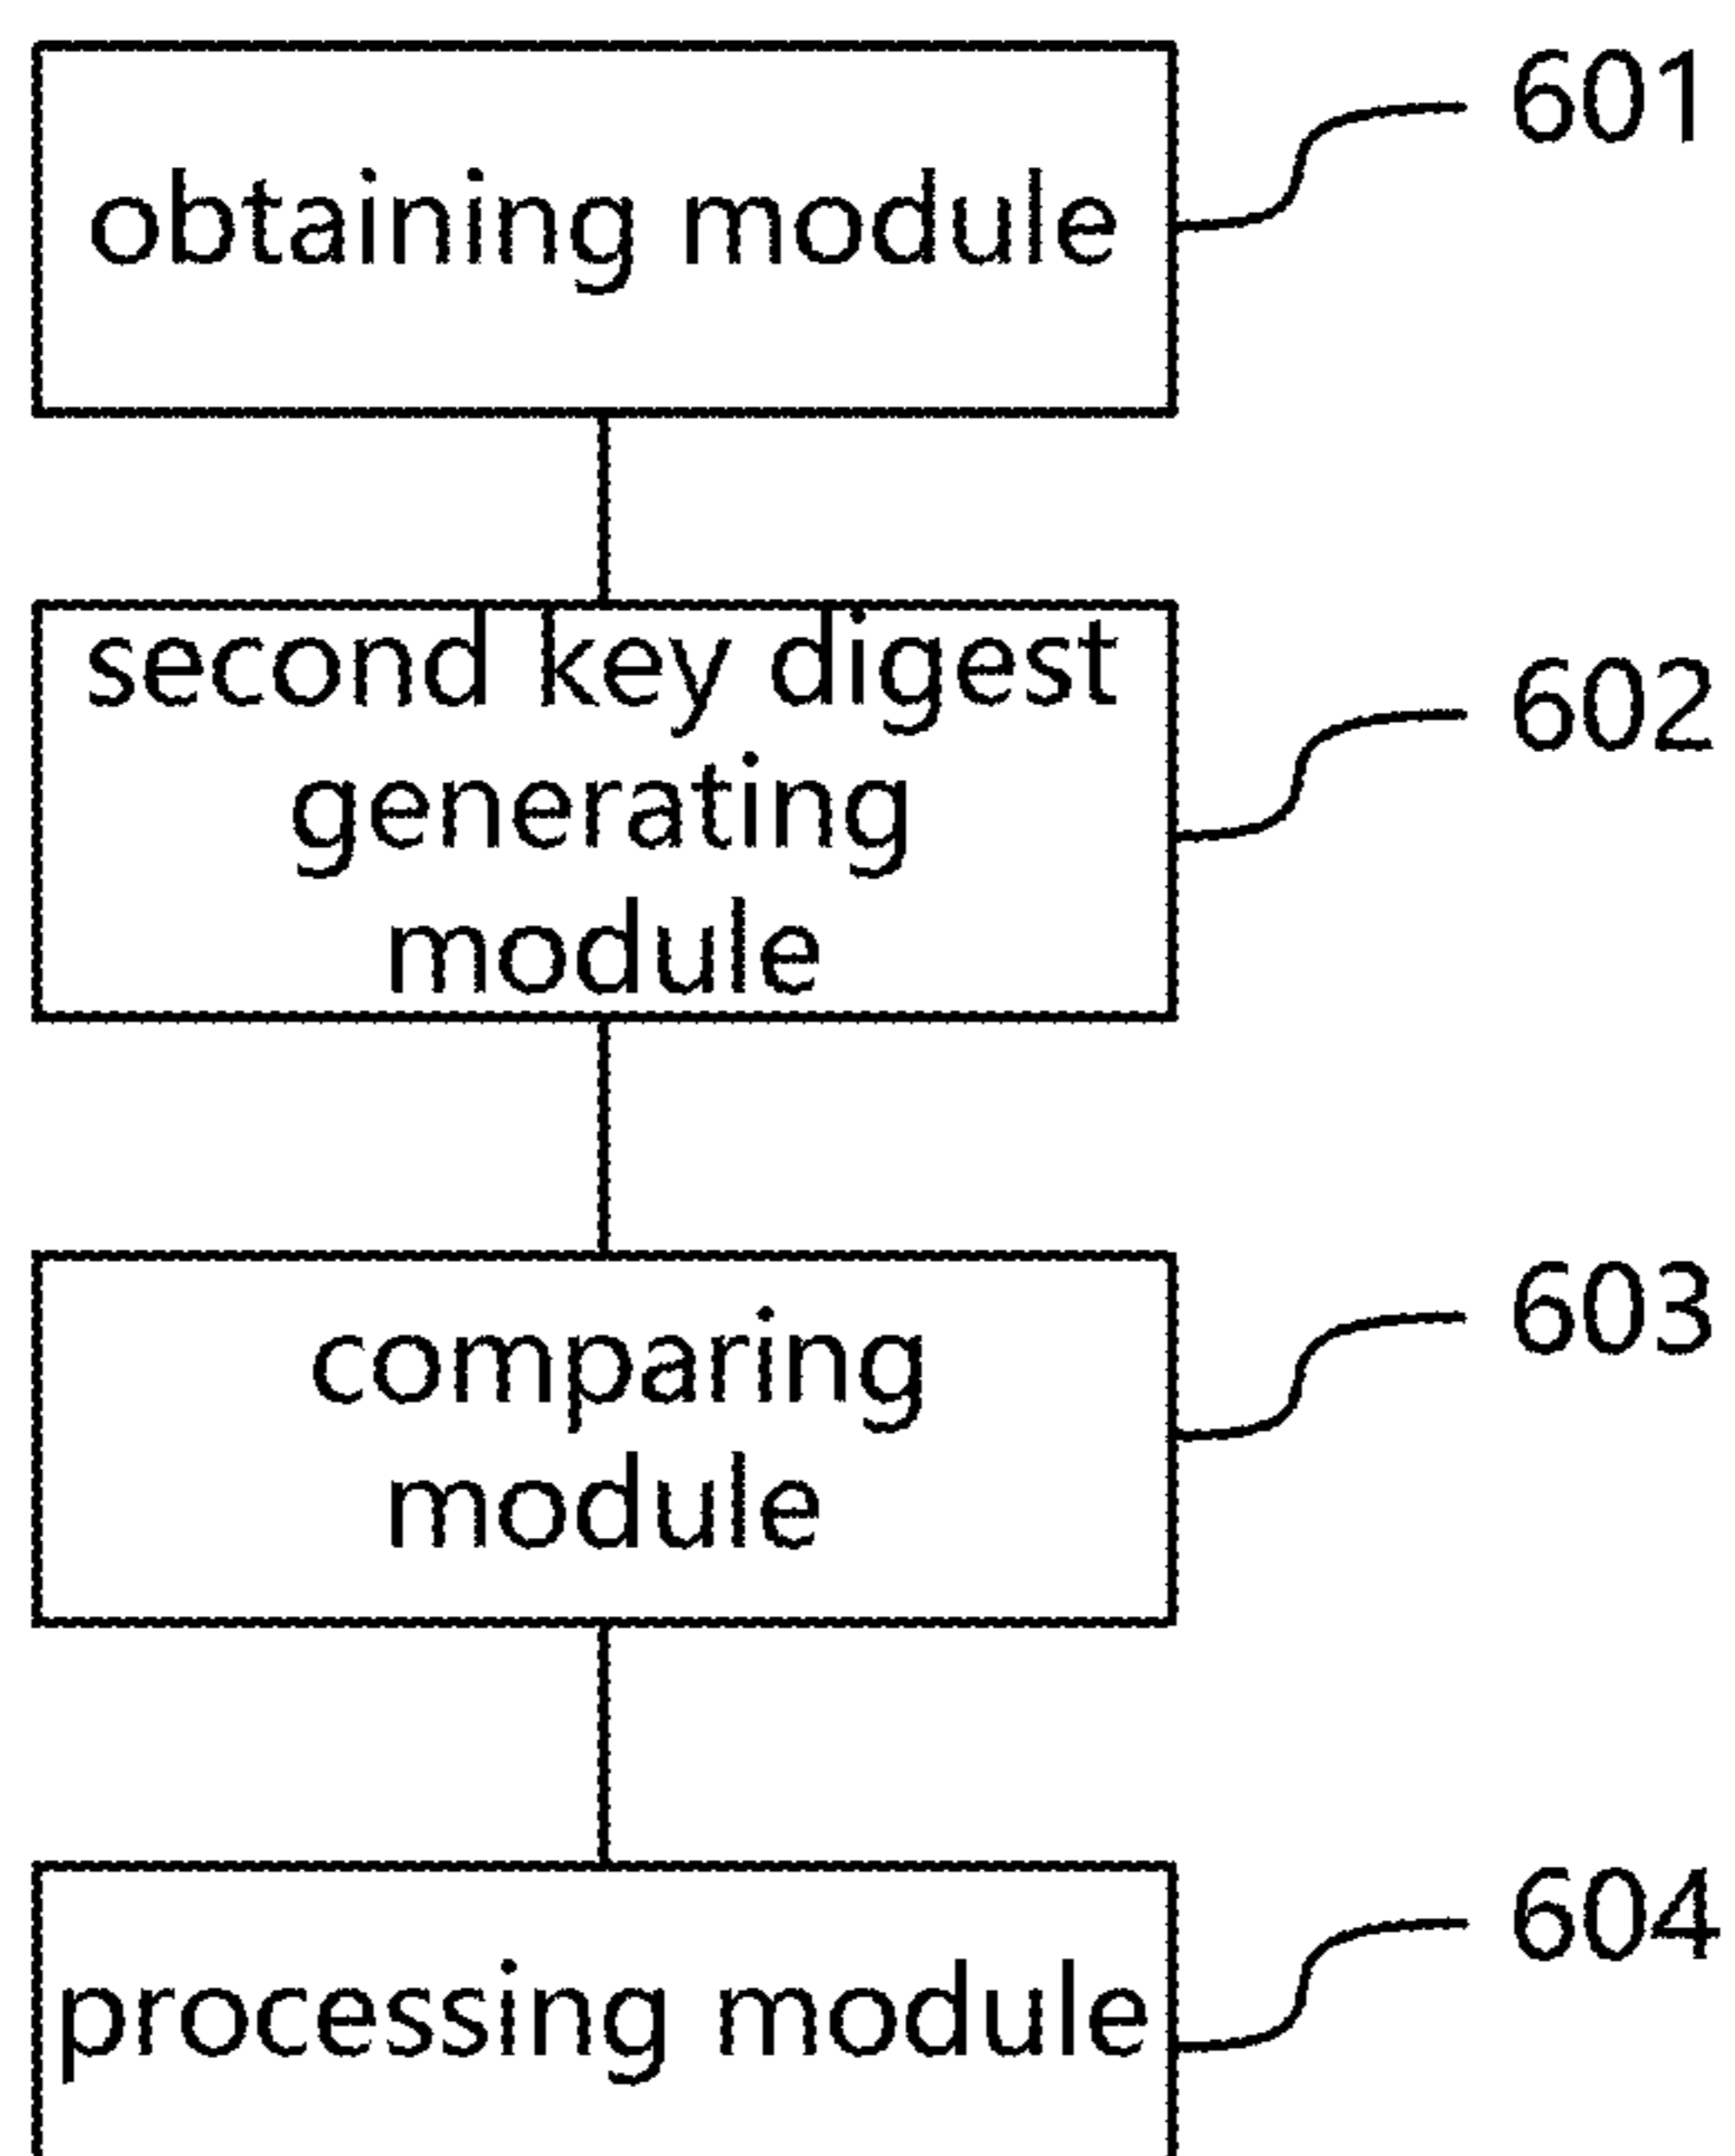 601
obtaining module
second key digest
602
generating
module
603
comparing
module
604
processing module